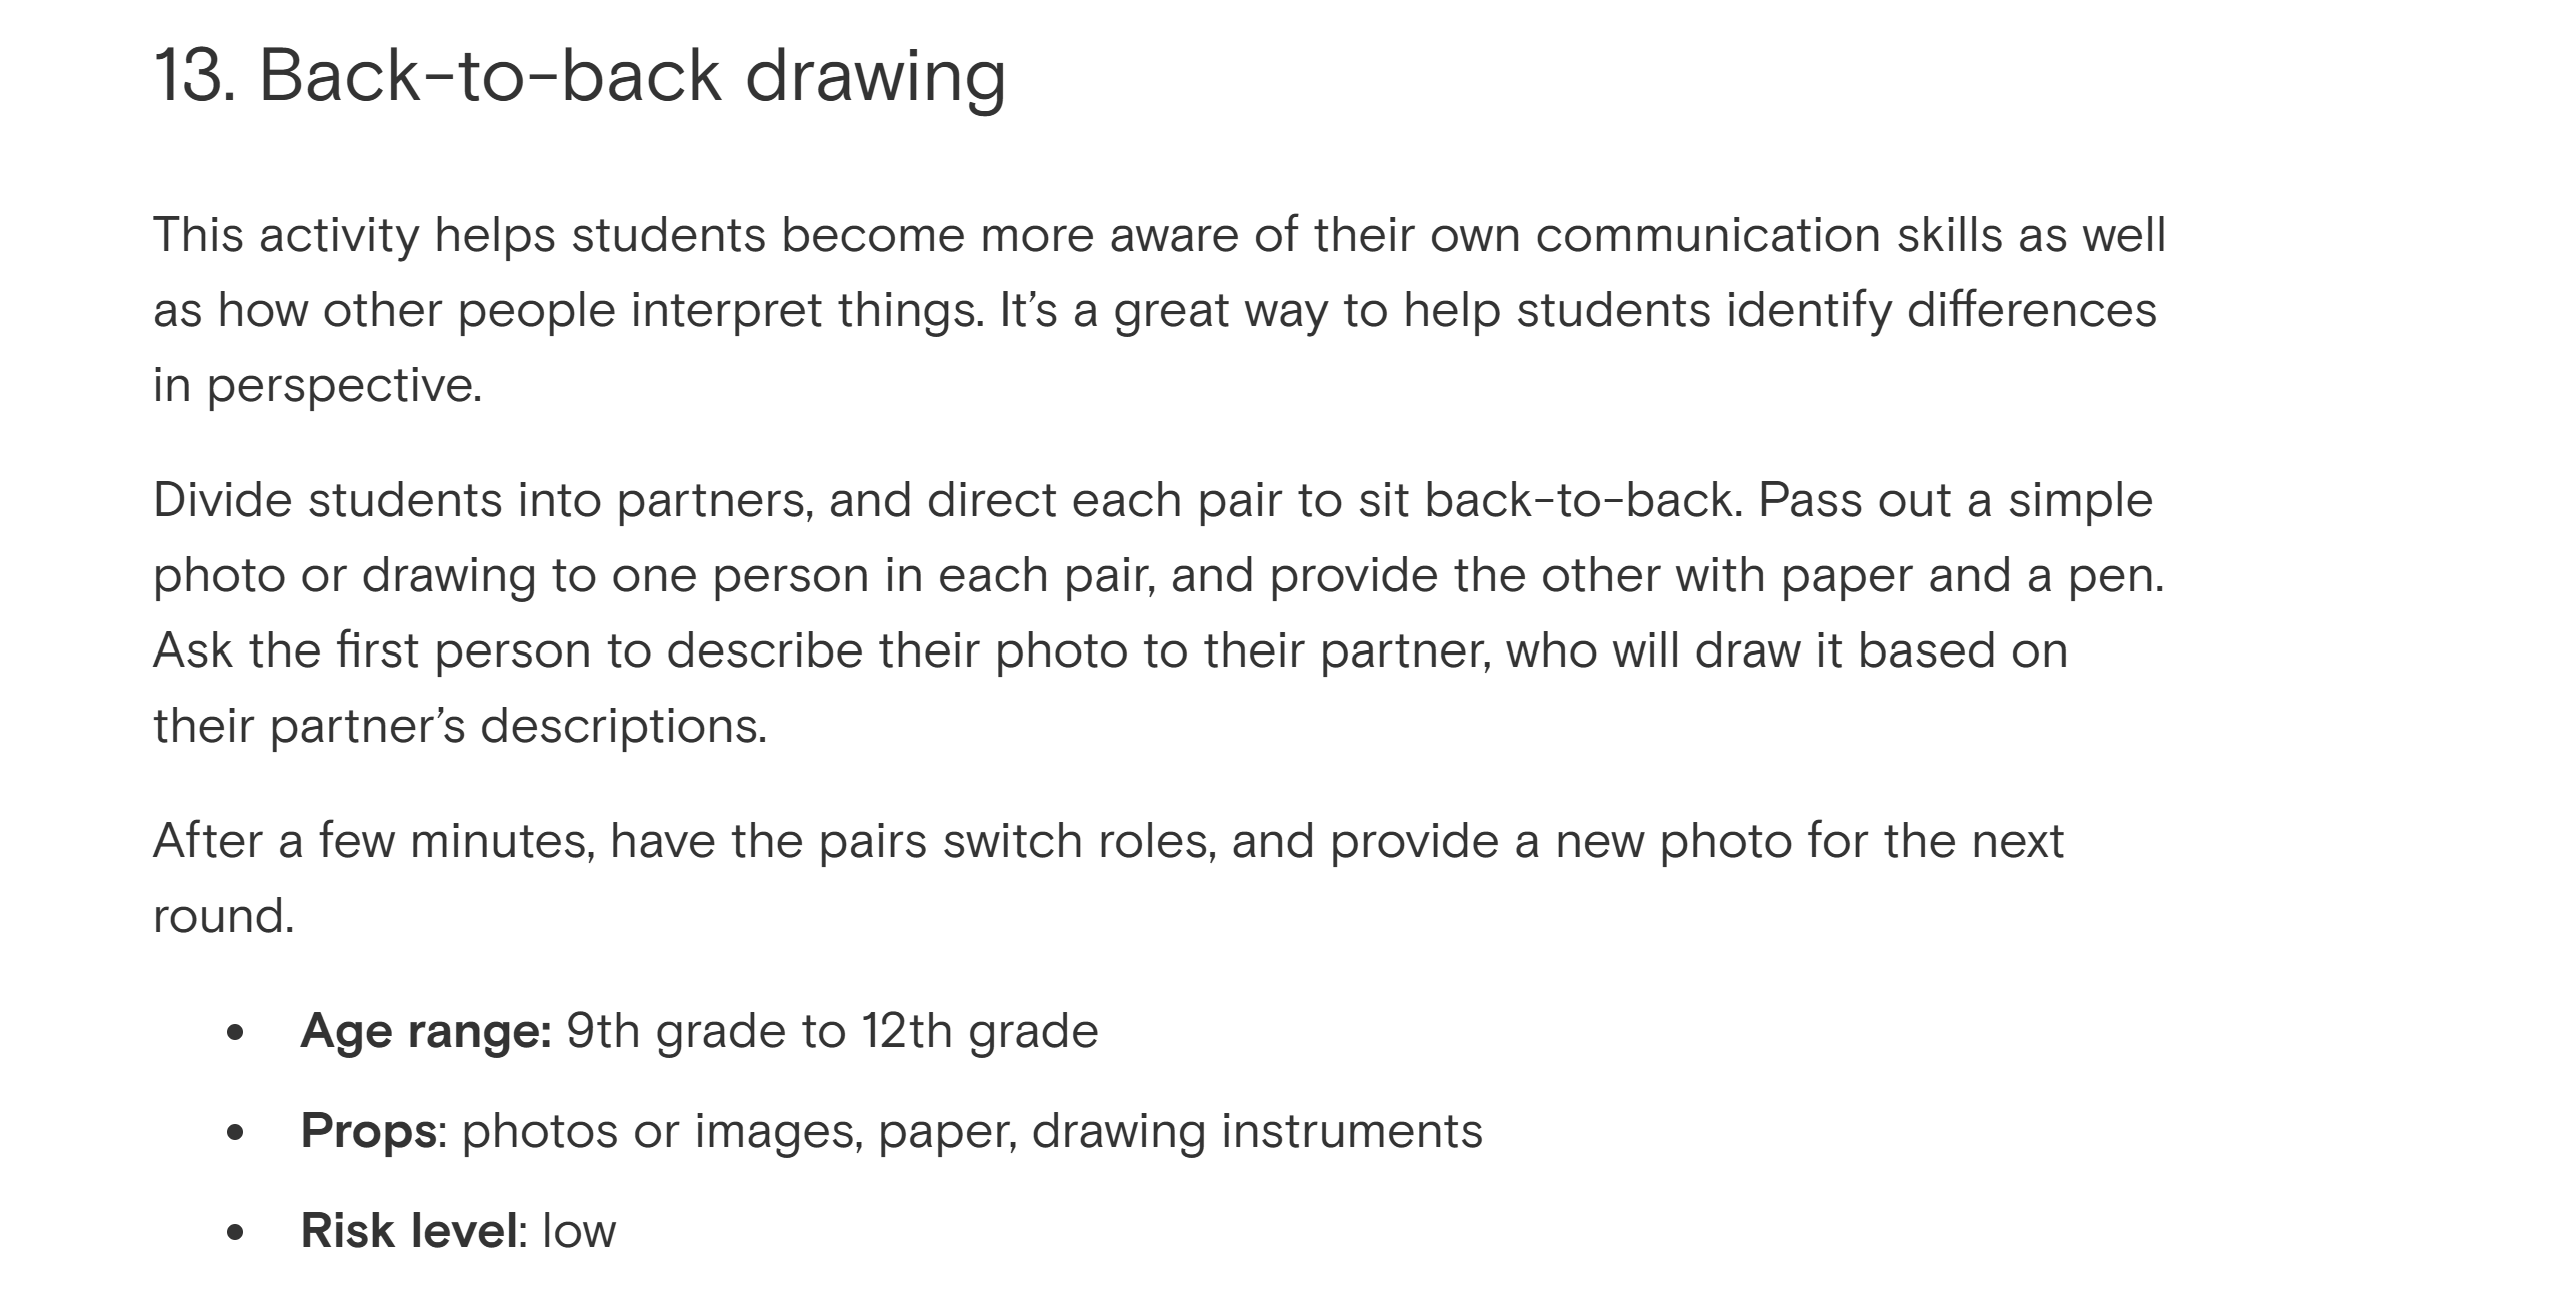 13. Back-to-back drawing
This activity helps students become more aware of their own communication skills as well
as how other people interpret things. It’s a great way to help students identify differences
in perspective.
Divide students into partners, and direct each pair to sit back-to-back. Pass out a simple
photo or drawing to one person in each pair, and provide the other with paper and a pen.
Ask the first person to describe their photo to their partner, who will draw it based on
their partner’s descriptions.
After a few minutes, have the pairs switch roles, and provide a new photo for the next
round.
• Age range: 9th grade to 12th grade
• Props: photos or images, paper, drawing instruments
• Risk level: low